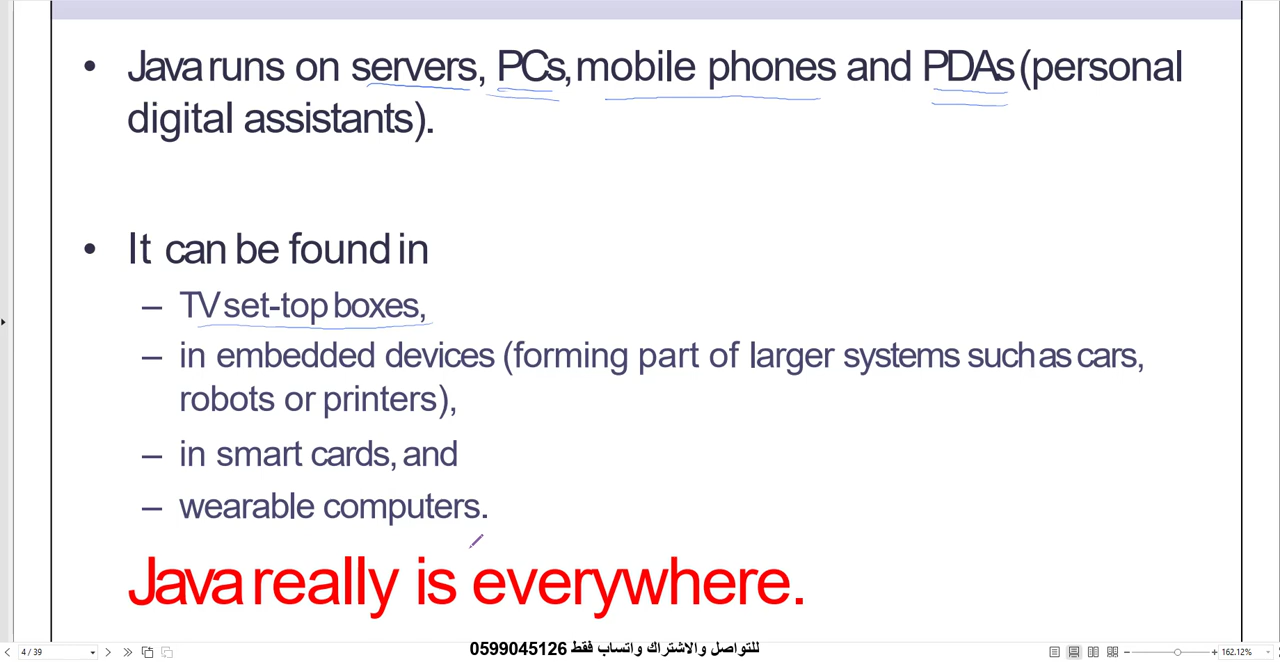 • Java runs on servers, PCs, mobile phones and PDAs (personal
digital assistants).
• It can be found in
– TV set-top boxes,
– in embedded devices (forming part of larger systems such as cars,
robots or printers),
– in smart cards, and
– wearable computers.
Java really is everywhere.
للتواصل والاشتراك واتساب فقط 0599045126
4 / 39
162.12%